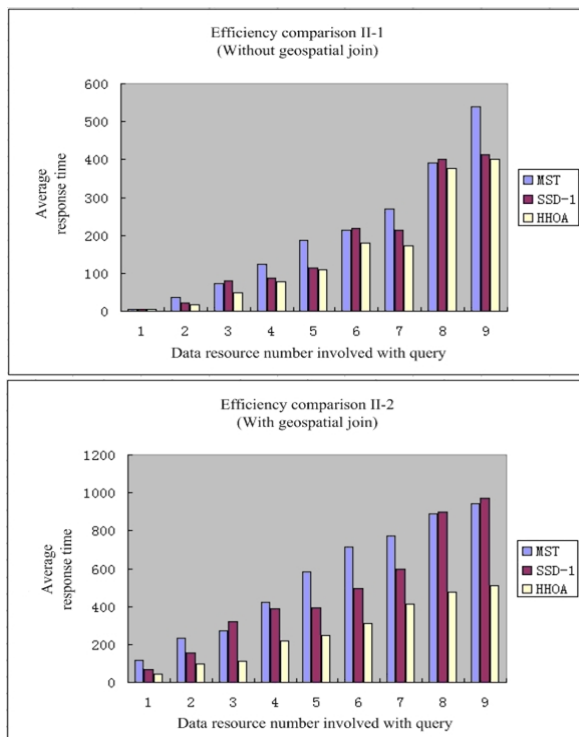 Efficiency comparison II-1
(Without geospatial join)
Average
response time
600
500
400
300
200
100
0
1 2 3 4 5 6 7 8 9
Data resource number involved with query
MST
SSD-1
HHOA
Efficiency comparison II-2
(With geospatial join)
Average
response time
1200
1000
800
600
400
200
0
1 2 3 4 5 6 7 8 9
Data resource number involved with query
MST
SSD-1
HHOA